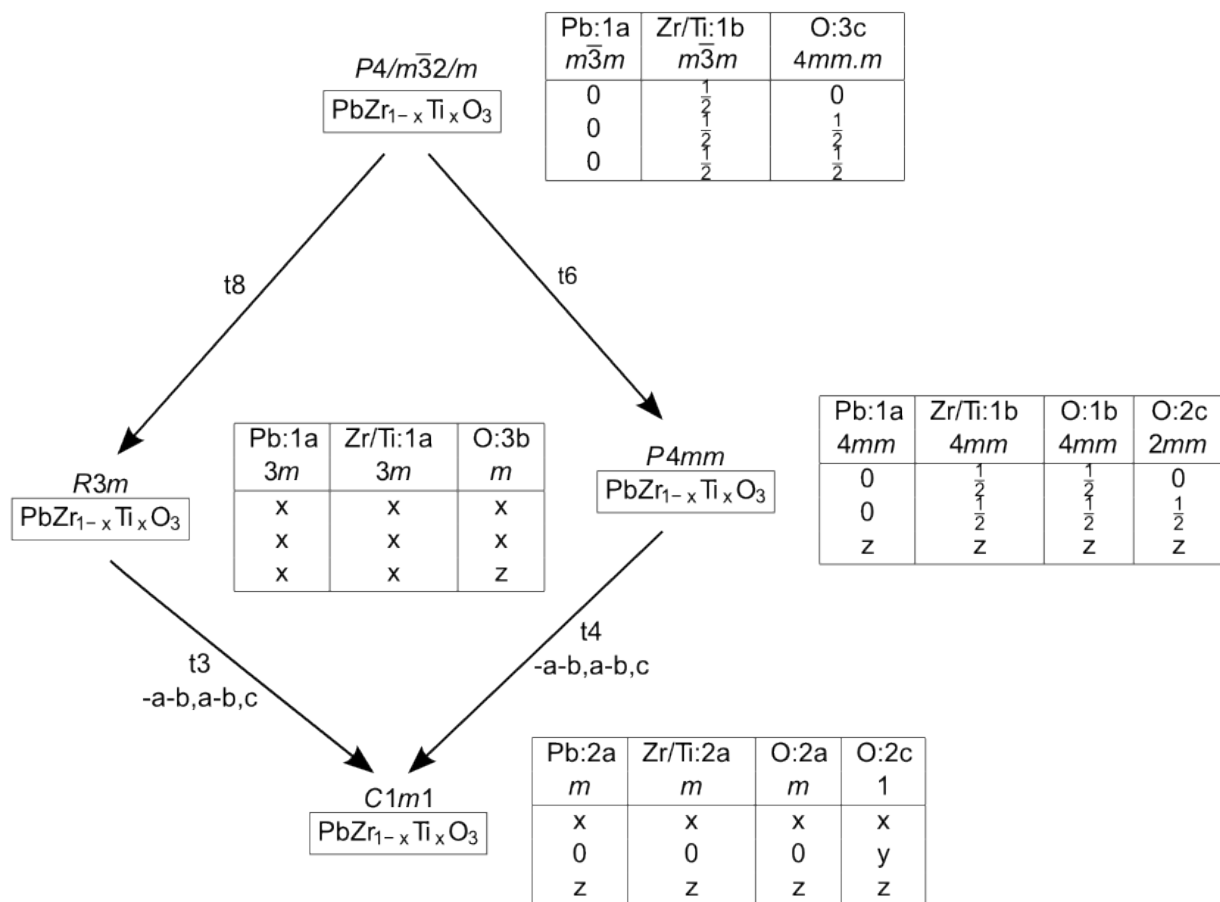 P4/m3̅2/m
PbZr₁₋ₓTiₓO₃
Pb:1a Zr/Ti:1b O:3c
m3̅m m3̅m 4mm.m
0 1/2 0
0 1/2 1/2
0 1/2 1/2
t8
t6
R3m
PbZr₁₋ₓTiₓO₃
Pb:1a Zr/Ti:1a O:3b
3m 3m m
x x x
x x x
x x z
P4mm
PbZr₁₋ₓTiₓO₃
Pb:1a Zr/Ti:1b O:1b O:2c
4mm 4mm 4mm 2mm
0 1/2 1/2 0
0 1/2 1/2 1/2
z z z z
t3
-a-b,a-b,c
t4
-a-b,a-b,c
C1m1
PbZr₁₋ₓTiₓO₃
Pb:2a Zr/Ti:2a O:2a O:2c
m m m 1
x x x x
0 0 0 y
z z z z